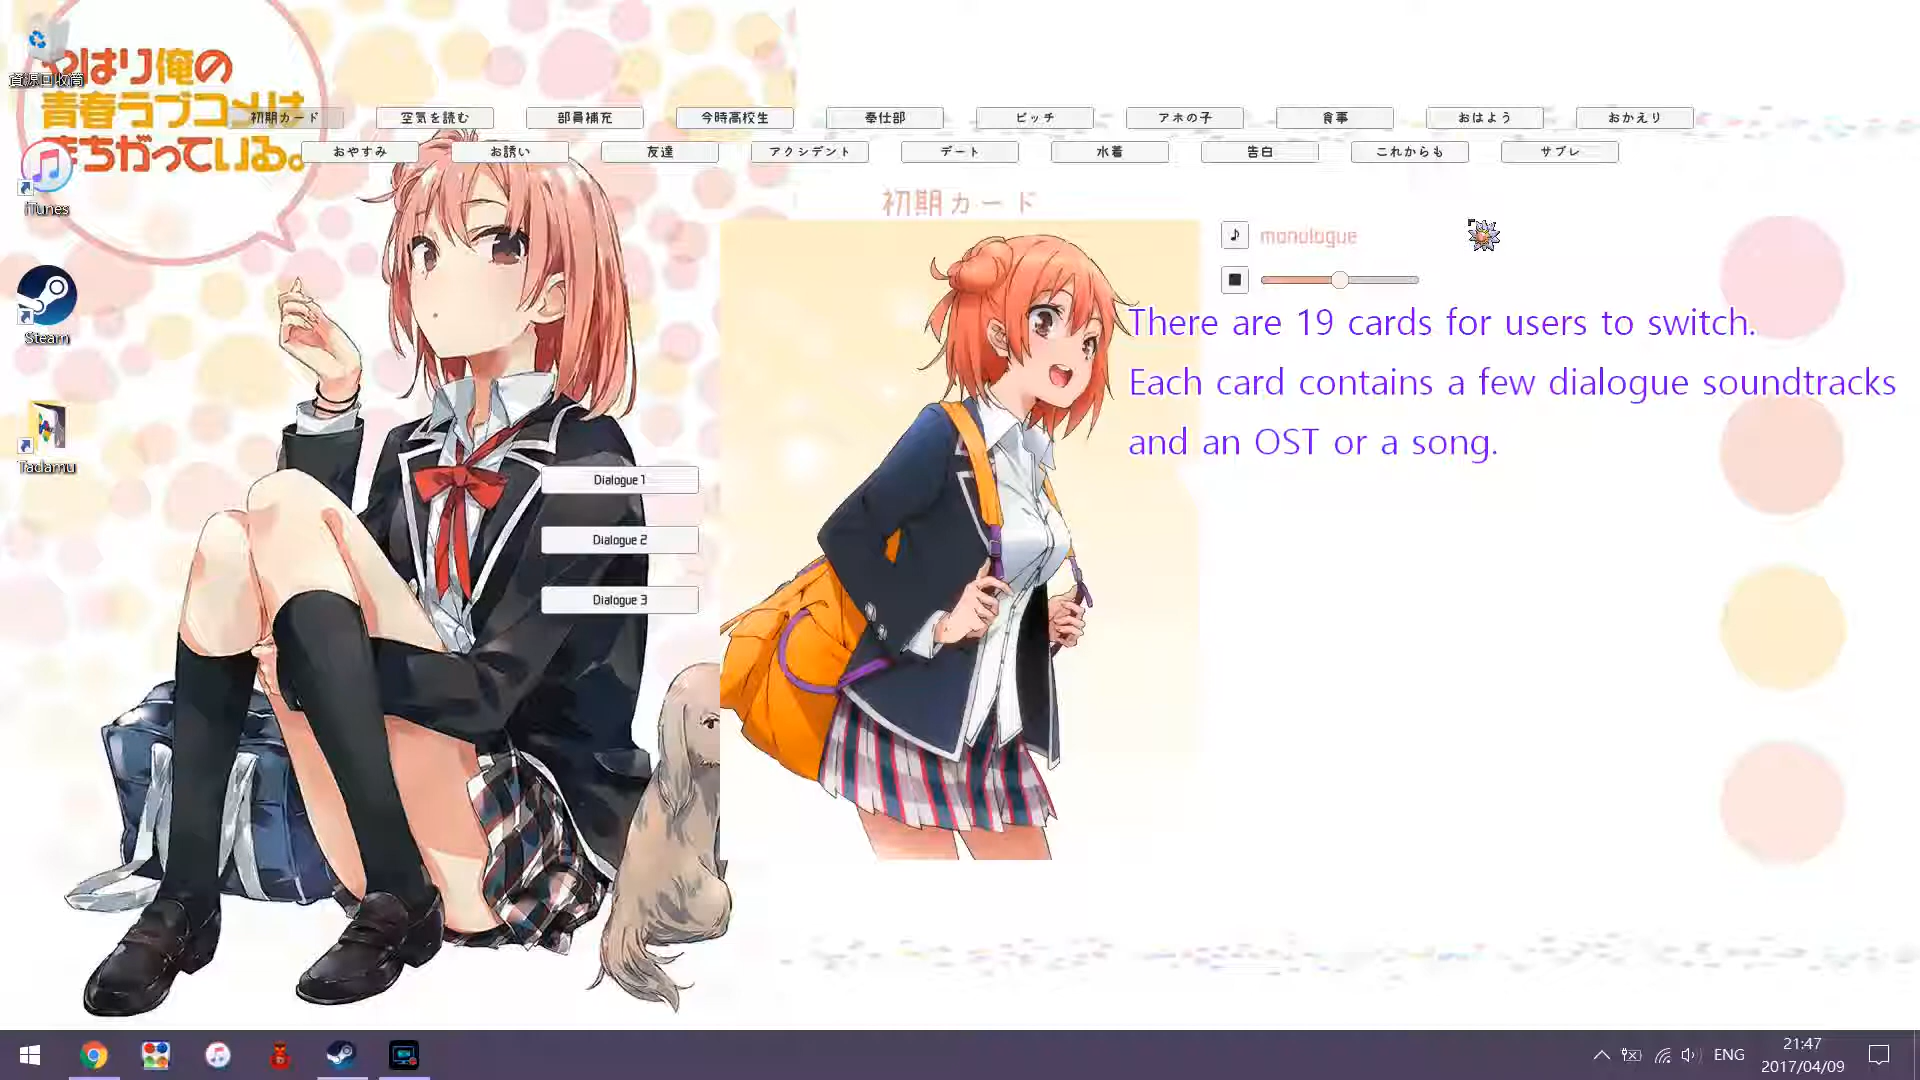 やはり俺の
青春ラブコメは
まちがっている。
資源回收筒
iTunes
Steam
Tadamu
初期カード
空気を読む
部員補充
今時高校生
奉仕部
ビッチ
アホの子
食事
おはよう
おかえり
おやすみ
お誘い
友達
アクシデント
デート
水着
告白
これからも
サブレ
初期カード
monologue
There are 19 cards for users to switch.
Each card contains a few dialogue soundtracks
and an OST or a song.
Dialogue 1
Dialogue 2
Dialogue 3
ENG
21:47
2017/04/09